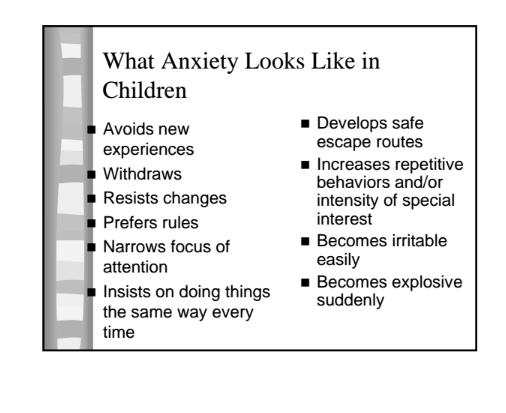 What Anxiety Looks Like in
Children
■ Avoids new
experiences
■ Withdraws
■ Resists changes
■ Prefers rules
■ Narrows focus of
attention
■ Insists on doing things
the same way every
time
■ Develops safe
escape routes
■ Increases repetitive
behaviors and/or
intensity of special
interest
■ Becomes irritable
easily
■ Becomes explosive
suddenly